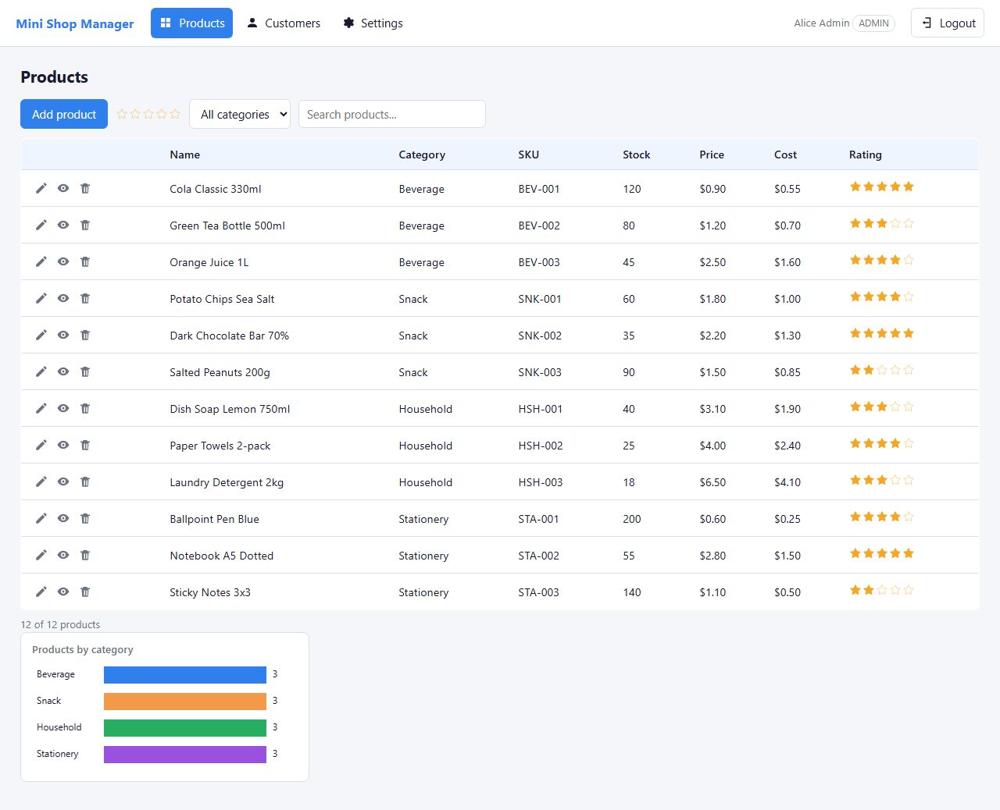 Mini Shop Manager Products Customers Settings Alice Admin ADMIN Logout
Products
Add product All categories Search products...
Name Category SKU Stock Price Cost Rating
Cola Classic 330ml Beverage BEV-001 120 $0.90 $0.55
Green Tea Bottle 500ml Beverage BEV-002 80 $1.20 $0.70
Orange Juice 1L Beverage BEV-003 45 $2.50 $1.60
Potato Chips Sea Salt Snack SNK-001 60 $1.80 $1.00
Dark Chocolate Bar 70% Snack SNK-002 35 $2.20 $1.30
Salted Peanuts 200g Snack SNK-003 90 $1.50 $0.85
Dish Soap Lemon 750ml Household HSH-001 40 $3.10 $1.90
Paper Towels 2-pack Household HSH-002 25 $4.00 $2.40
Laundry Detergent 2kg Household HSH-003 18 $6.50 $4.10
Ballpoint Pen Blue Stationery STA-001 200 $0.60 $0.25
Notebook A5 Dotted Stationery STA-002 55 $2.80 $1.50
Sticky Notes 3x3 Stationery STA-003 140 $1.10 $0.50
12 of 12 products
Products by category
Beverage 3
Snack 3
Household 3
Stationery 3